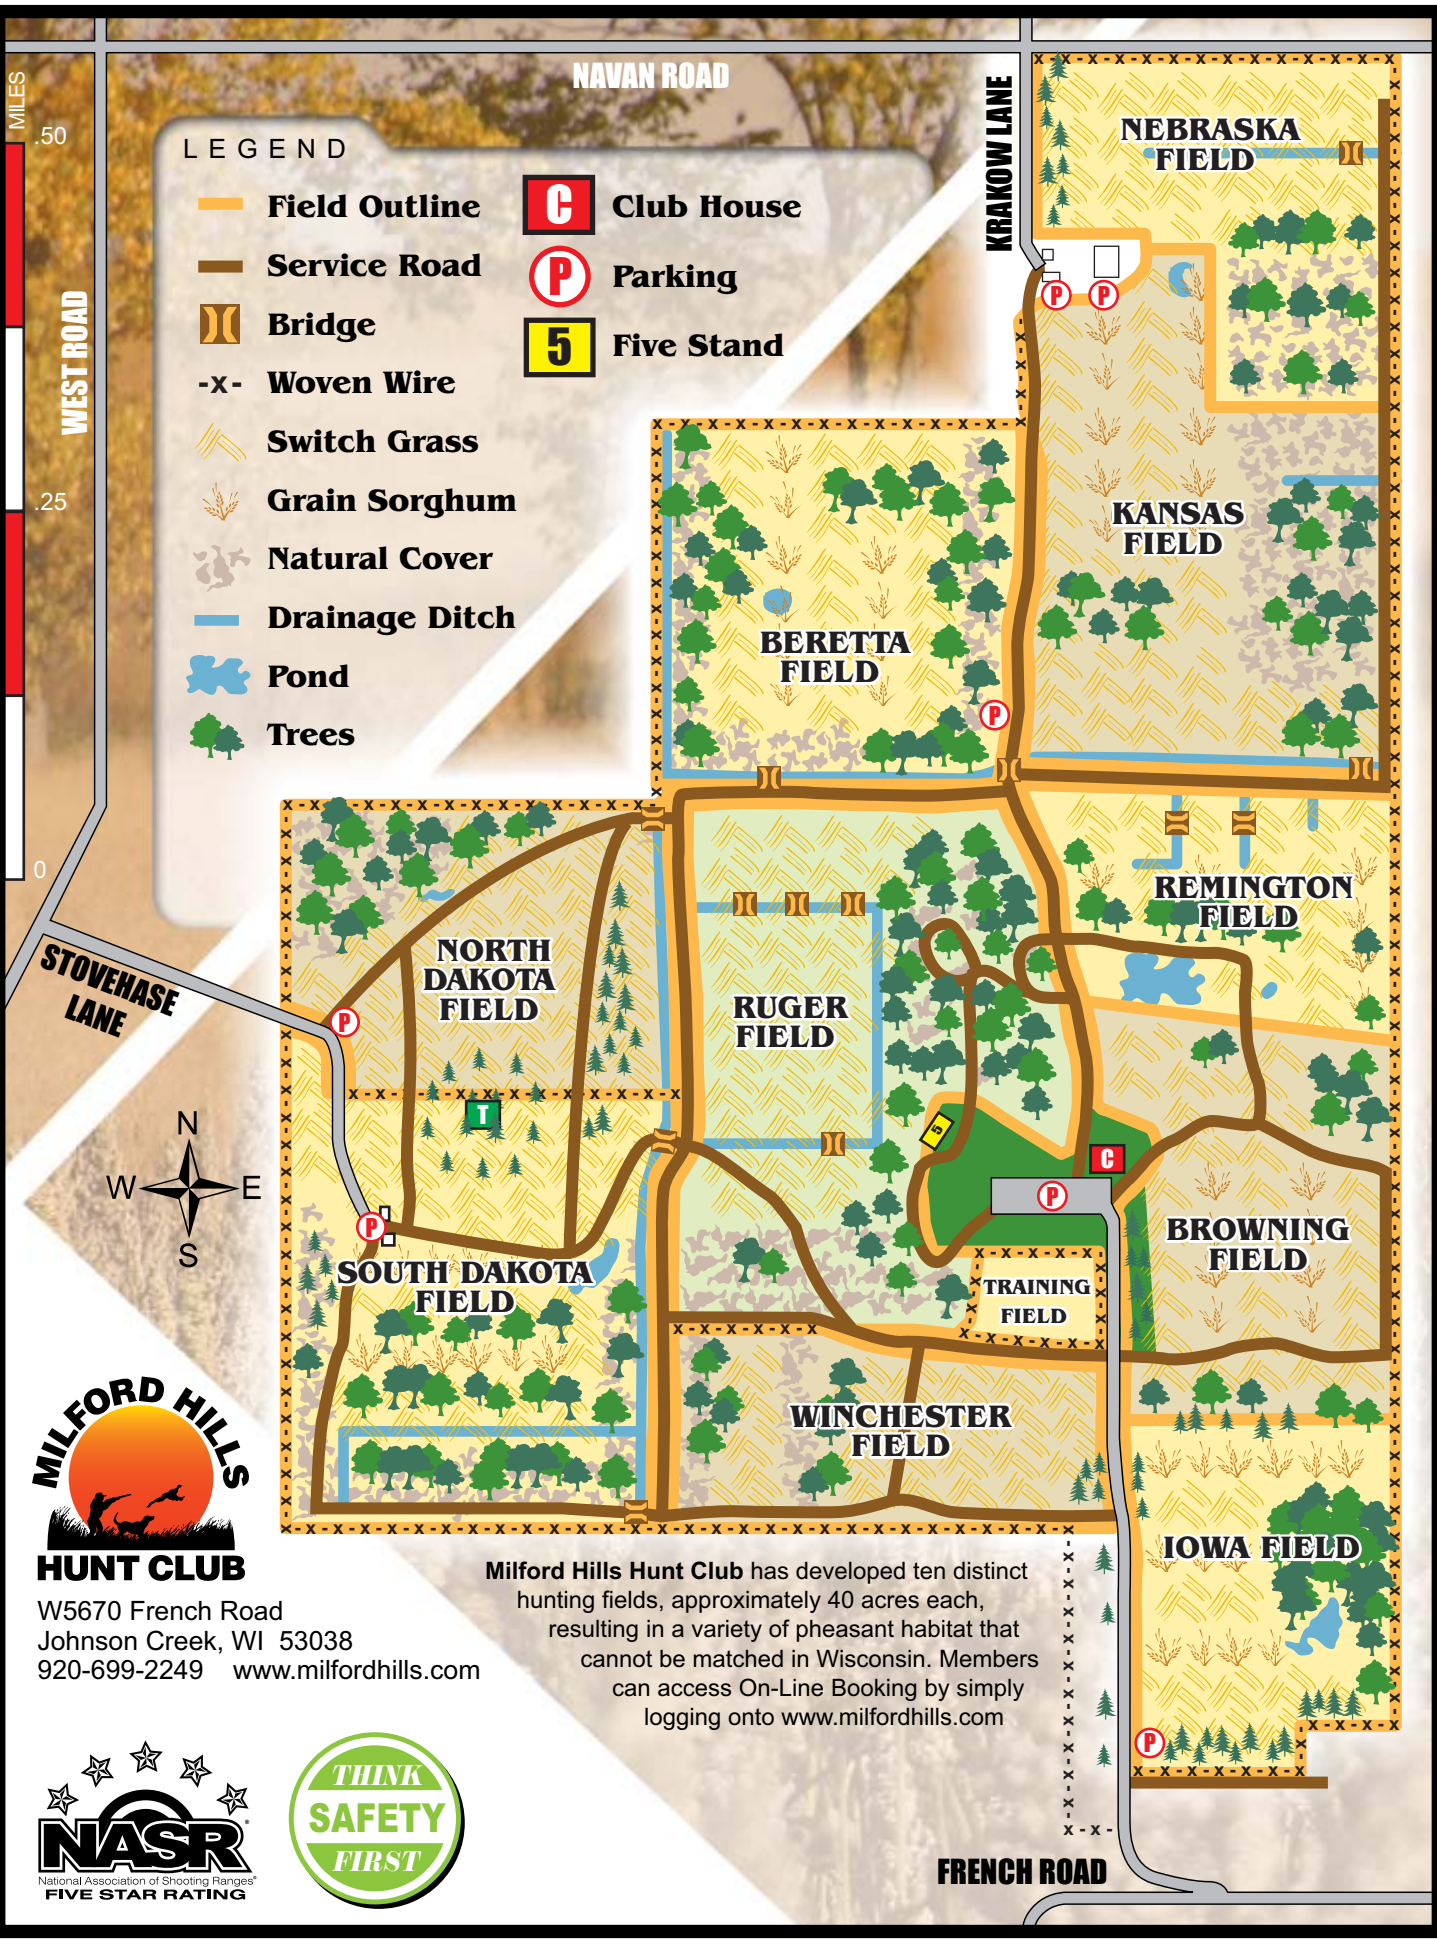 NAVAN ROAD
KRAKOW LANE
WEST ROAD
MILES
.50
.25
0
LEGEND
Field Outline
Service Road
Bridge
-x- Woven Wire
Switch Grass
Grain Sorghum
Natural Cover
Drainage Ditch
Pond
Trees
C Club House
P Parking
5 Five Stand
NEBRASKA
FIELD
P P
KANSAS
FIELD
BERETTA
FIELD
P
REMINGTON
FIELD
NORTH
DAKOTA
FIELD
RUGER
FIELD
STOVEHASE
LANE
P
T
5
C
P
N
W E
S
P
BROWNING
FIELD
SOUTH DAKOTA
FIELD
TRAINING
FIELD
WINCHESTER
FIELD
IOWA FIELD
P
MILFORD HILLS
HUNT CLUB
W5670 French Road
Johnson Creek, WI 53038
920-699-2249 www.milfordhills.com
Milford Hills Hunt Club has developed ten distinct
hunting fields, approximately 40 acres each,
resulting in a variety of pheasant habitat that
cannot be matched in Wisconsin. Members
can access On-Line Booking by simply
logging onto www.milfordhills.com
NASR
National Association of Shooting Ranges®
FIVE STAR RATING
THINK
SAFETY
FIRST
FRENCH ROAD